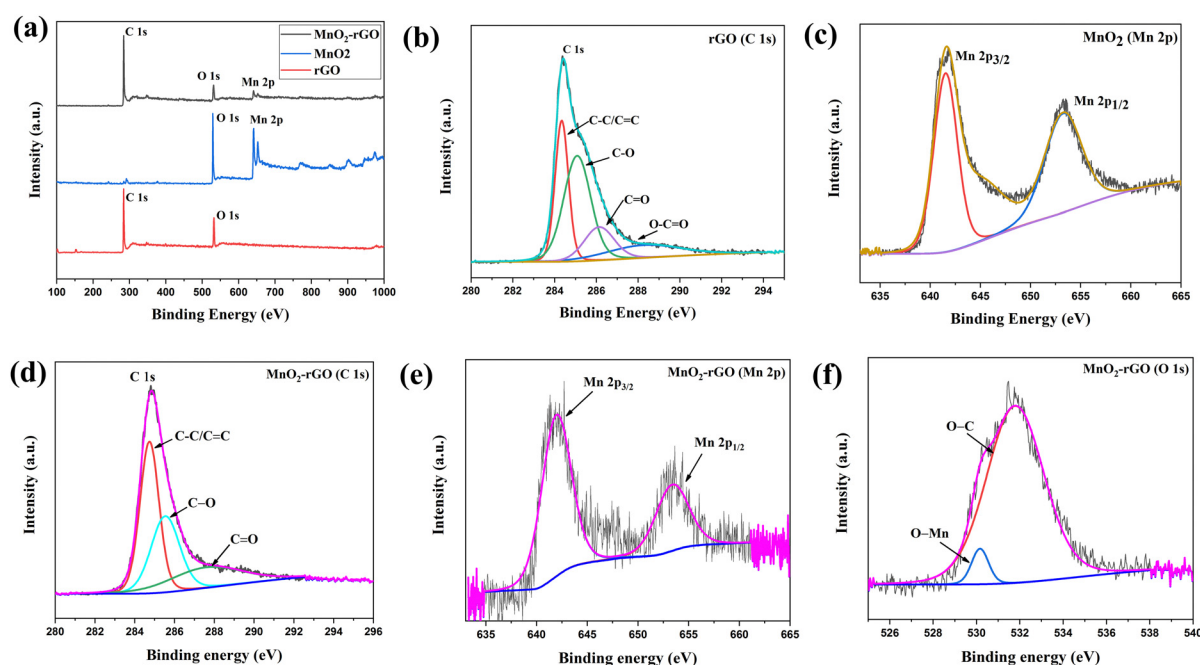 (a)
C 1s
O 1s
Mn 2p
MnO₂-rGO
MnO2
rGO
O 1s
Mn 2p
C 1s
O 1s
Intensity (a.u.)
100 200 300 400 500 600 700 800 900 1000
Binding Energy (eV)
(b)
rGO (C 1s)
C 1s
C-C/C=C
C-O
C=O
O-C=O
Intensity (a.u.)
280 282 284 286 288 290 292 294
Binding Energy (eV)
(c)
MnO₂ (Mn 2p)
Mn 2p3/2
Mn 2p1/2
Intensity (a.u.)
635 640 645 650 655 660 665
Binding Energy (eV)
(d)
C 1s
MnO₂-rGO (C 1s)
C-C/C=C
C–O
C=O
Intensity (a.u.)
280 282 284 286 288 290 292 294 296
Binding energy (eV)
(e)
MnO₂-rGO (Mn 2p)
Mn 2p3/2
Mn 2p1/2
Intensity (a.u.)
635 640 645 650 655 660 665
Binding energy (eV)
(f)
MnO₂-rGO (O 1s)
O–C
O–Mn
Intensity (a.u.)
526 528 530 532 534 536 538 540
Binding energy (eV)